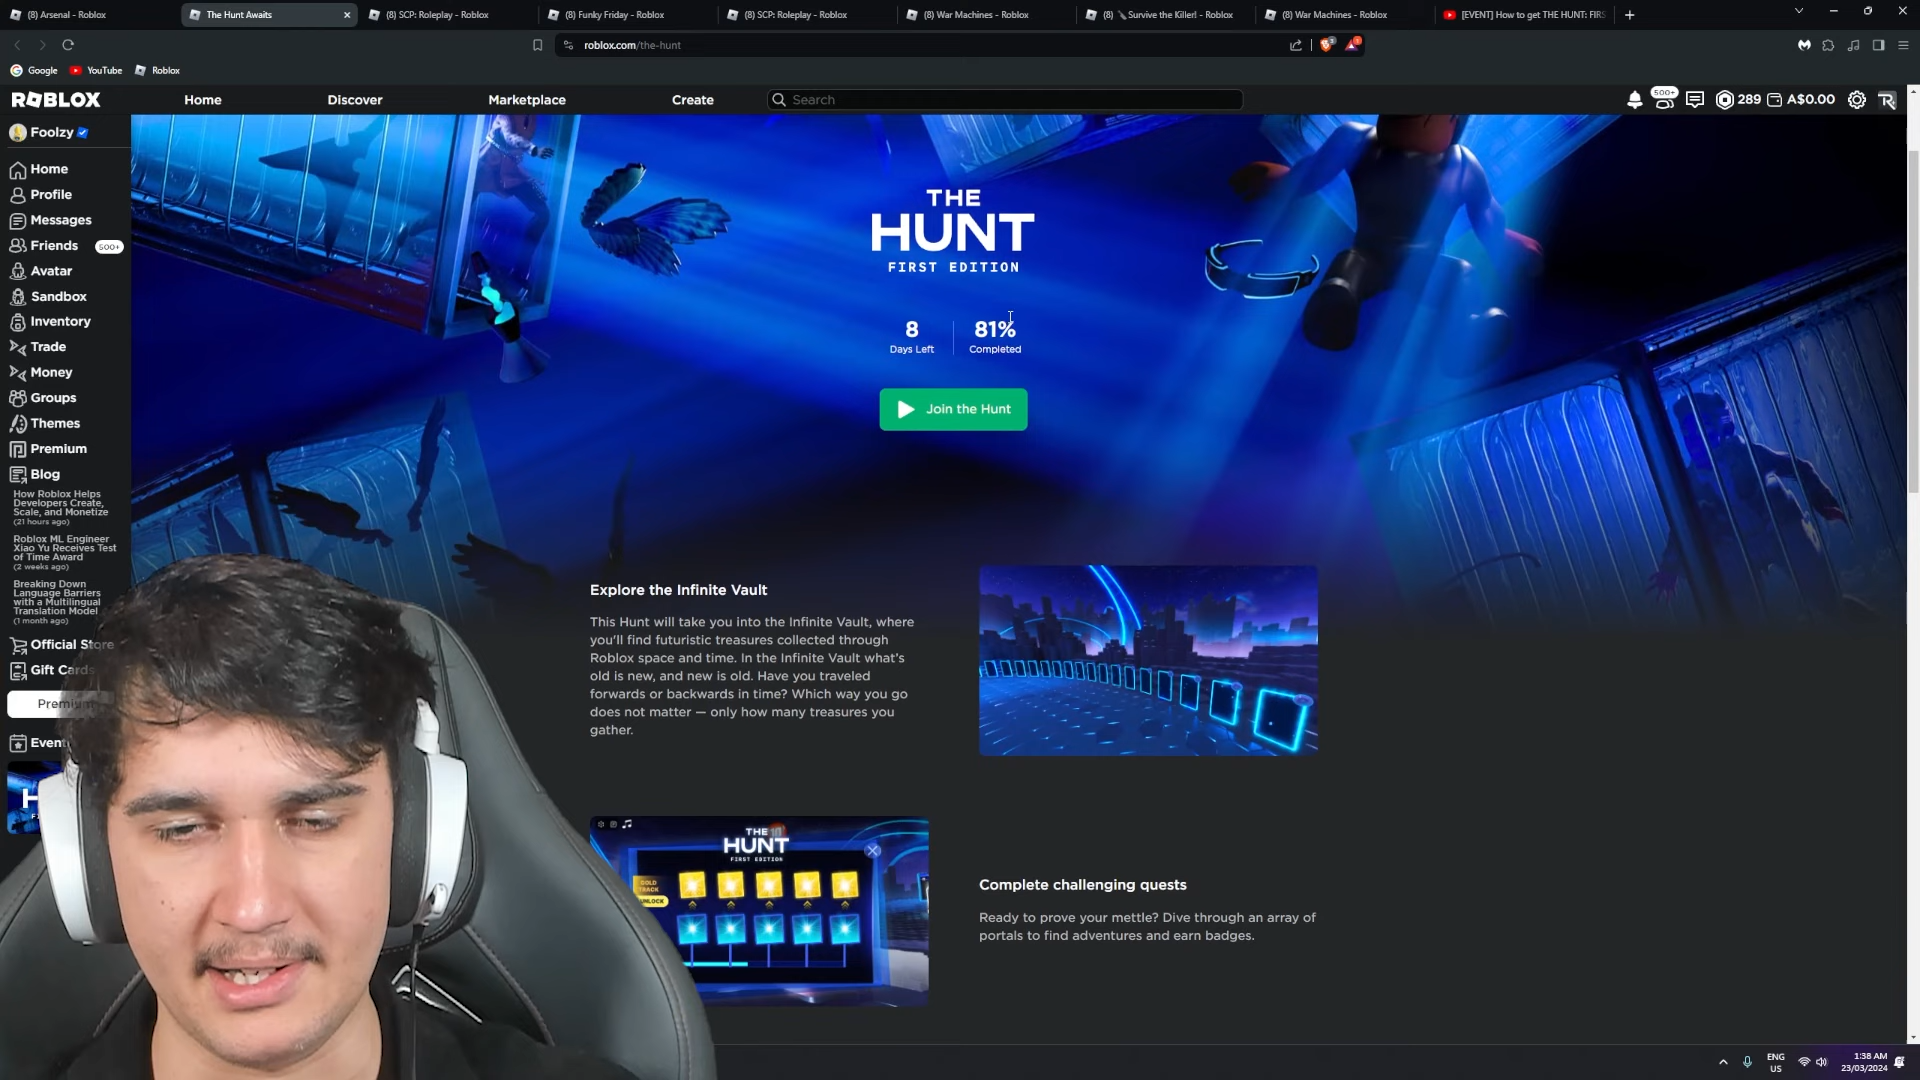 (8) Arsenal - Roblox
The Hunt Awaits
(8) SCP: Roleplay - Roblox
(8) Funky Friday - Roblox
(8) SCP: Roleplay - Roblox
(8) War Machines - Roblox
(8) 🔪Survive the Killer! - Roblox
(8) War Machines - Roblox
[EVENT] How to get THE HUNT: FIRS
roblox.com/the-hunt
Google
YouTube
Roblox
ROBLOX
Home
Discover
Marketplace
Create
Search
500+
289
A$0.00
Foolzy
Home
Profile
Messages
Friends
500+
Avatar
Sandbox
Inventory
Trade
Money
Groups
Themes
Premium
Blog
How Roblox Helps
Developers Create,
Scale, and Monetize
(21 hours ago)
Roblox ML Engineer
Xiao Yu Receives Test
of Time Award
(2 weeks ago)
Breaking Down
Language Barriers
with a Multilingual
Translation Model
(1 month ago)
Official Store
Gift Cards
Premium
Event
THE
HUNT
FIRST EDITION
8
Days Left
81%
Completed
Join the Hunt
Explore the Infinite Vault
This Hunt will take you into the Infinite Vault, where
you'll find futuristic treasures collected through
Roblox space and time. In the Infinite Vault what's
old is new, and new is old. Have you traveled
forwards or backwards in time? Which way you go
does not matter — only how many treasures you
gather.
THE
HUNT
FIRST EDITION
GOLD
TRACK
UNLOCK
Complete challenging quests
Ready to prove your mettle? Dive through an array of
portals to find adventures and earn badges.
ENG
US
1:38 AM
23/03/2024